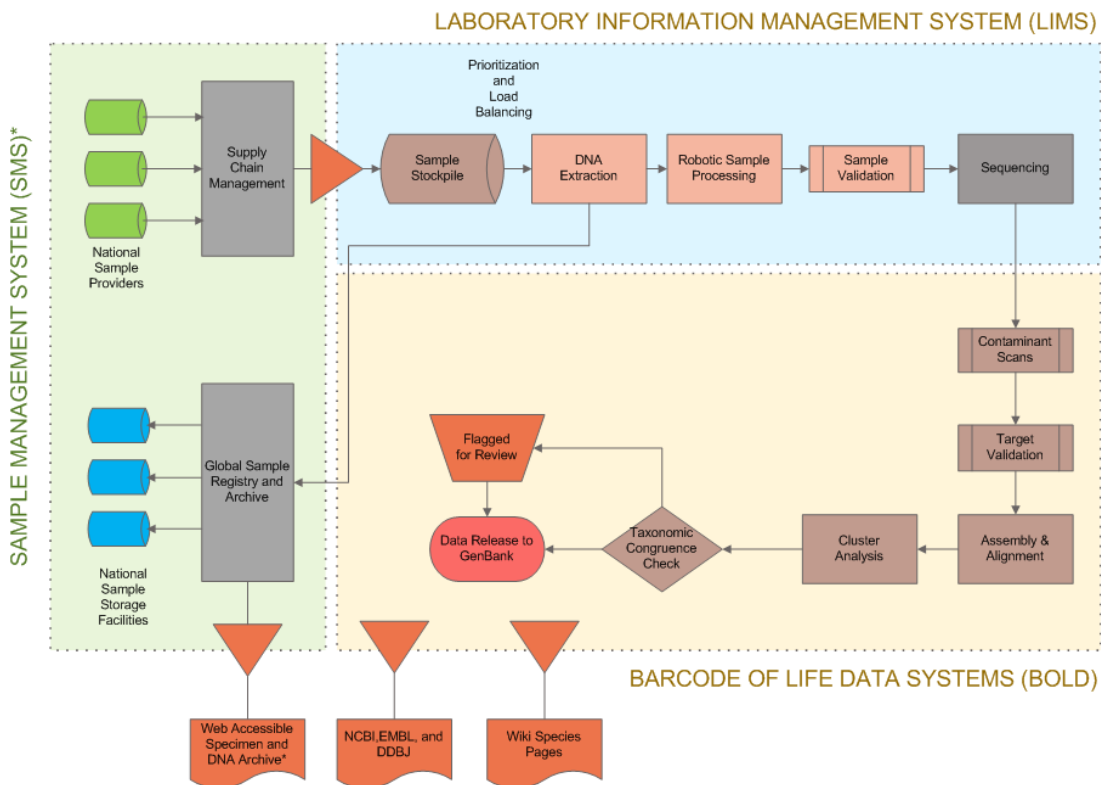 LABORATORY INFORMATION MANAGEMENT SYSTEM (LIMS)
SAMPLE MANAGEMENT SYSTEM (SMS)*
Prioritization
and
Load
Balancing
Supply
Chain
Management
Sample
Stockpile
DNA
Extraction
Robotic Sample
Processing
Sample
Validation
Sequencing
National
Sample
Providers
Contaminant
Scans
Target
Validation
Assembly &
Alignment
Cluster
Analysis
Taxonomic
Congruence
Check
Flagged
for Review
Data Release to
GenBank
Global Sample
Registry and
Archive
National
Sample
Storage
Facilities
BARCODE OF LIFE DATA SYSTEMS (BOLD)
Web Accessible
Specimen and
DNA Archive*
NCBI,EMBL, and
DDBJ
Wiki Species
Pages